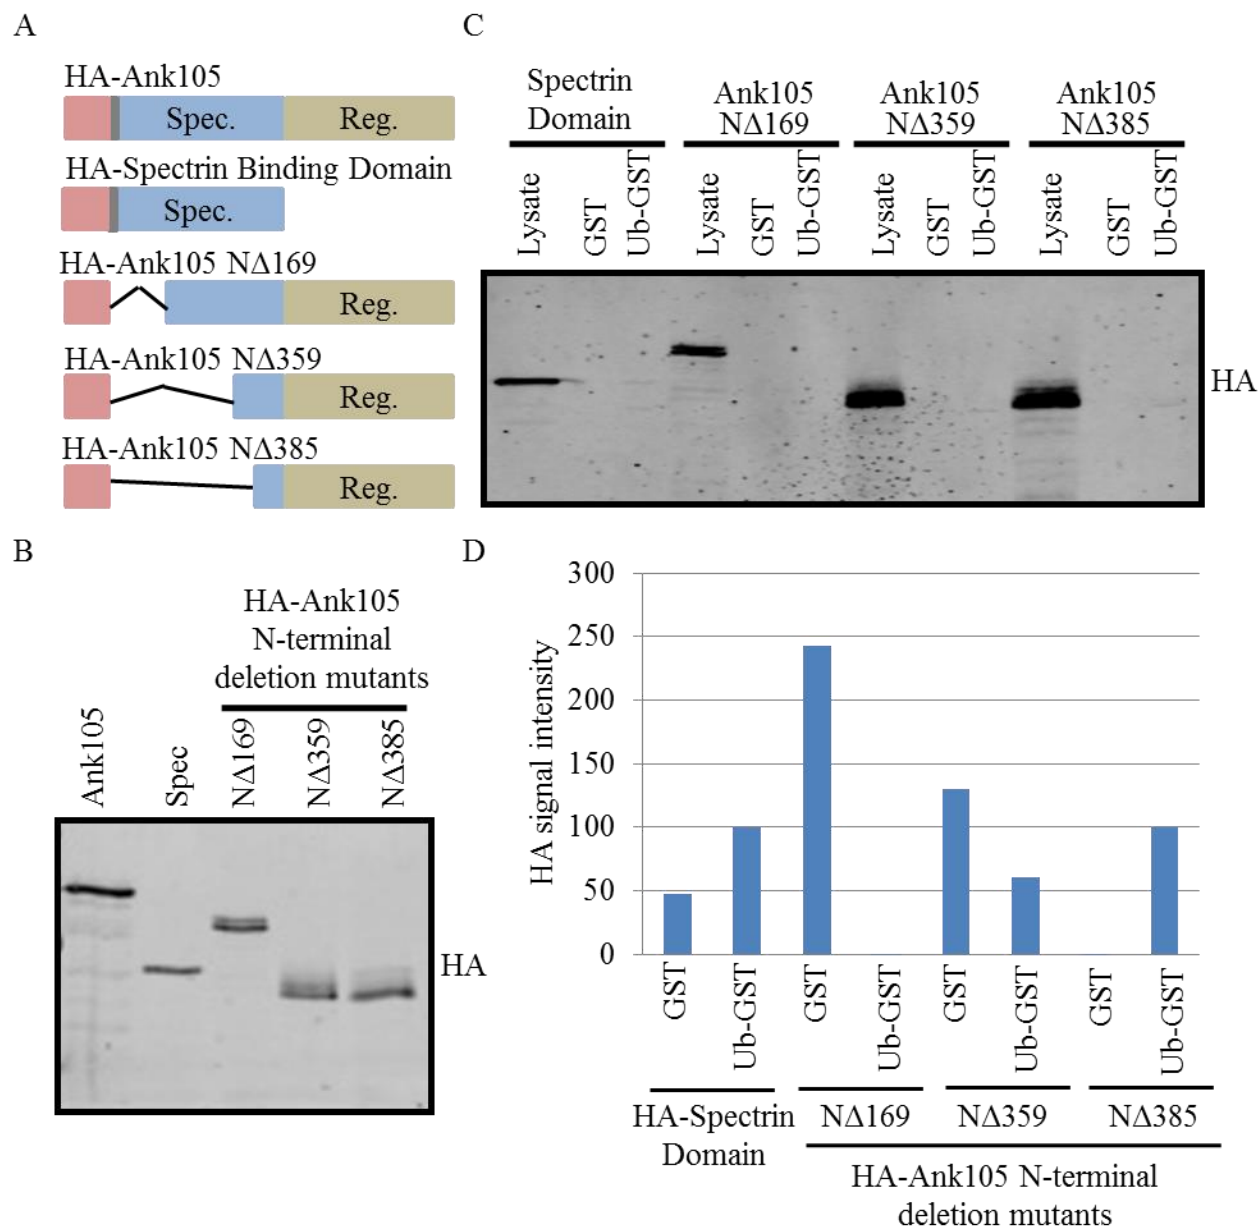 A
HA-Ank105
Spec.
Reg.
HA-Spectrin Binding Domain
Spec.
HA-Ank105 NΔ169
Reg.
HA-Ank105 NΔ359
Reg.
HA-Ank105 NΔ385
Reg.
B
HA-Ank105
N-terminal
deletion mutants
Ank105
Spec
NΔ169
NΔ359
NΔ385
HA
C
Spectrin
Domain
Ank105
NΔ169
Ank105
NΔ359
Ank105
NΔ385
Lysate
GST
Ub-GST
Lysate
GST
Ub-GST
Lysate
GST
Ub-GST
Lysate
GST
Ub-GST
HA
D
HA signal intensity
300
250
200
150
100
50
0
GST
Ub-GST
GST
Ub-GST
GST
Ub-GST
GST
Ub-GST
HA-Spectrin
Domain
NΔ169
NΔ359
NΔ385
HA-Ank105 N-terminal
deletion mutants